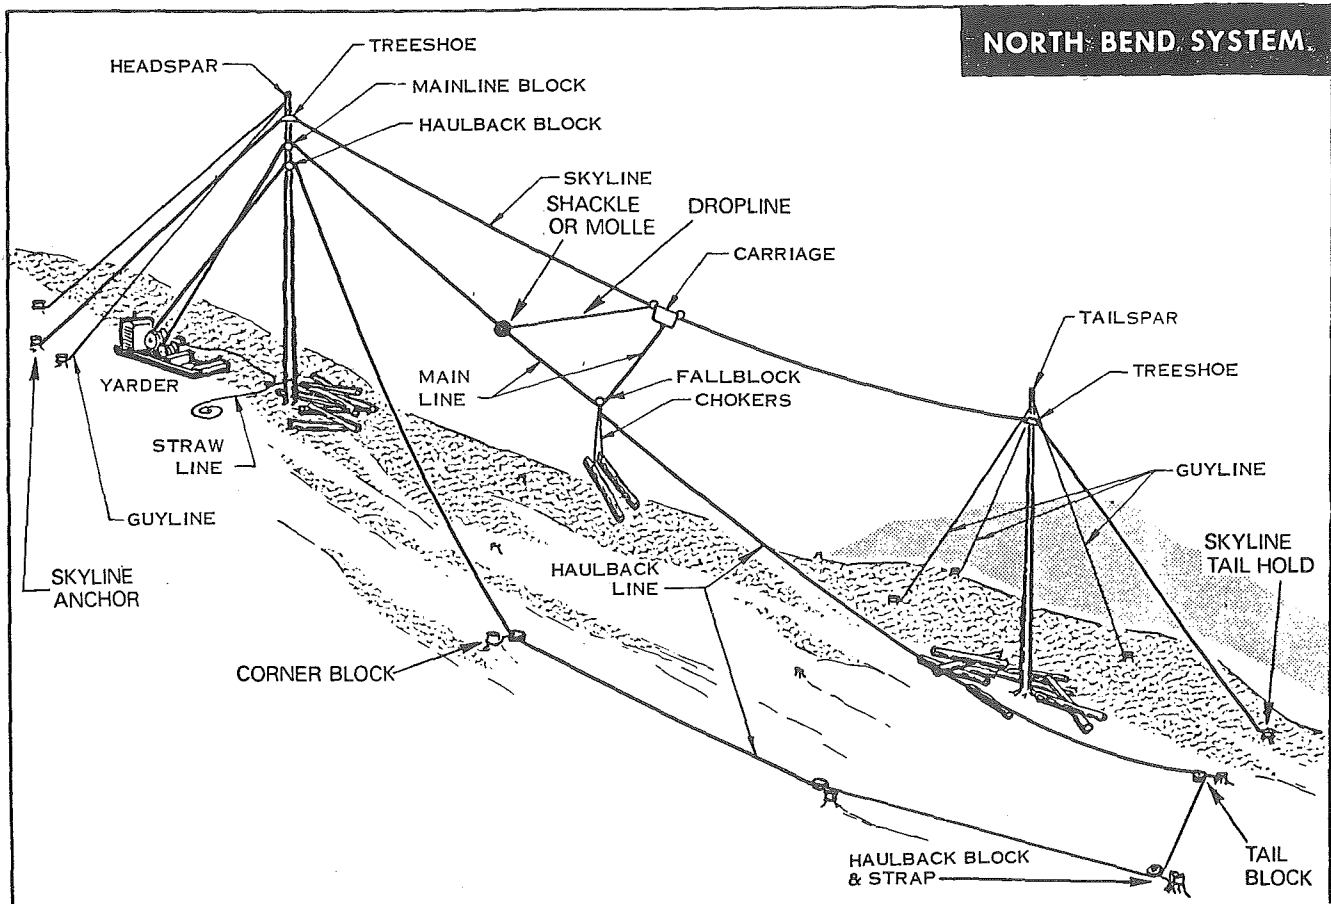 NORTH BEND SYSTEM
TREESHOE
HEADSPAR
MAINLINE BLOCK
HAULBACK BLOCK
SKYLINE
SHACKLE
OR MOLLE
DROPLINE
CARRIAGE
TAILSPAR
TREESHOE
YARDER
MAIN
LINE
FALLBLOCK
CHOKERS
STRAW
LINE
GUYLINE
GUYLINE
SKYLINE
ANCHOR
HAULBACK
LINE
SKYLINE
TAIL HOLD
CORNER BLOCK
HAULBACK BLOCK
& STRAP
TAIL
BLOCK